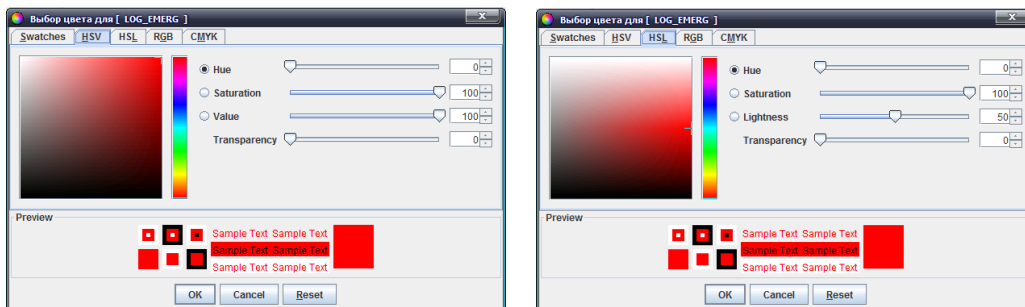 Выбор цвета для [ LOG_EMERG ]
Swatches HSV HSL RGB CMYK
Hue 0
Saturation 100
Value 100
Transparency 0
Preview
Sample Text Sample Text
Sample Text Sample Text
Sample Text Sample Text
OK Cancel Reset
Выбор цвета для [ LOG_EMERG ]
Swatches HSV HSL RGB CMYK
Hue 0
Saturation 100
Lightness 50
Transparency 0
Preview
Sample Text Sample Text
Sample Text Sample Text
Sample Text Sample Text
OK Cancel Reset